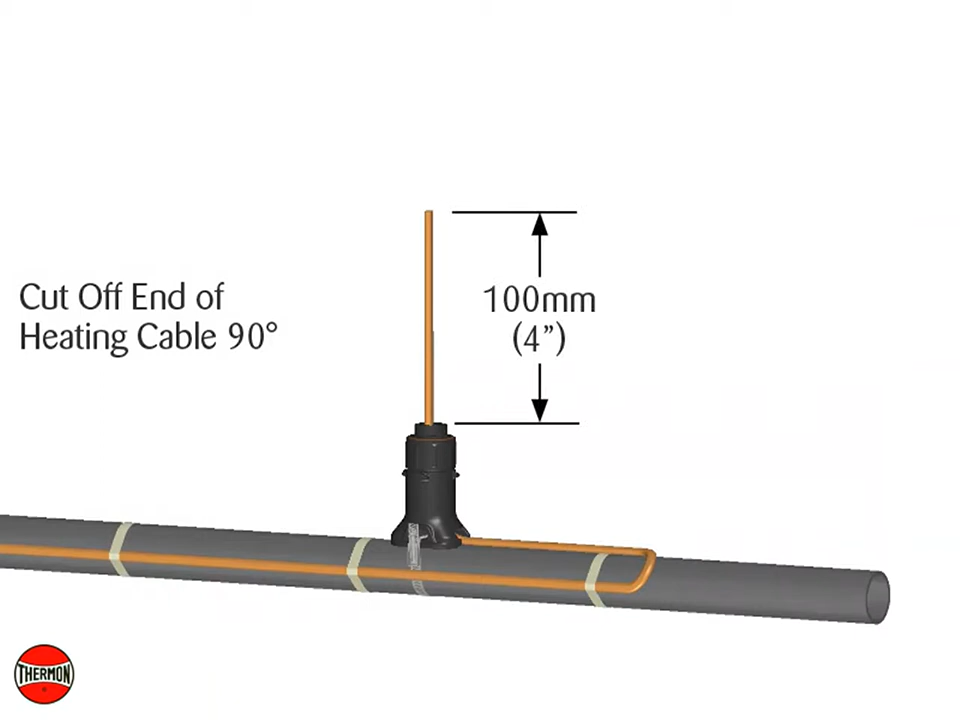 Cut Off End of
Heating Cable 90°
100mm
(4”)
THERMON
®